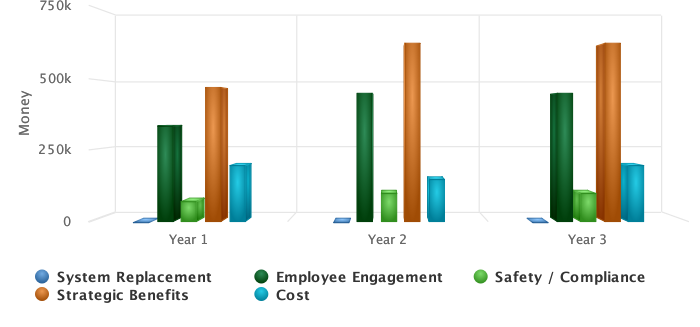 750k
500k
250k
0
Money
Year 1
Year 2
Year 3
System Replacement
Employee Engagement
Safety / Compliance
Strategic Benefits
Cost